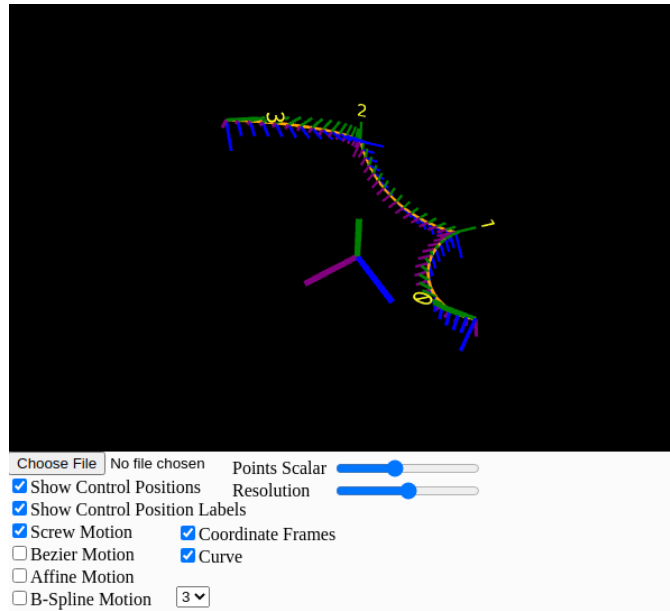 3
2
1
0
Choose File No file chosen
Points Scalar
Show Control Positions
Resolution
Show Control Position Labels
Screw Motion
Coordinate Frames
Bezier Motion
Curve
Affine Motion
B-Spline Motion
3